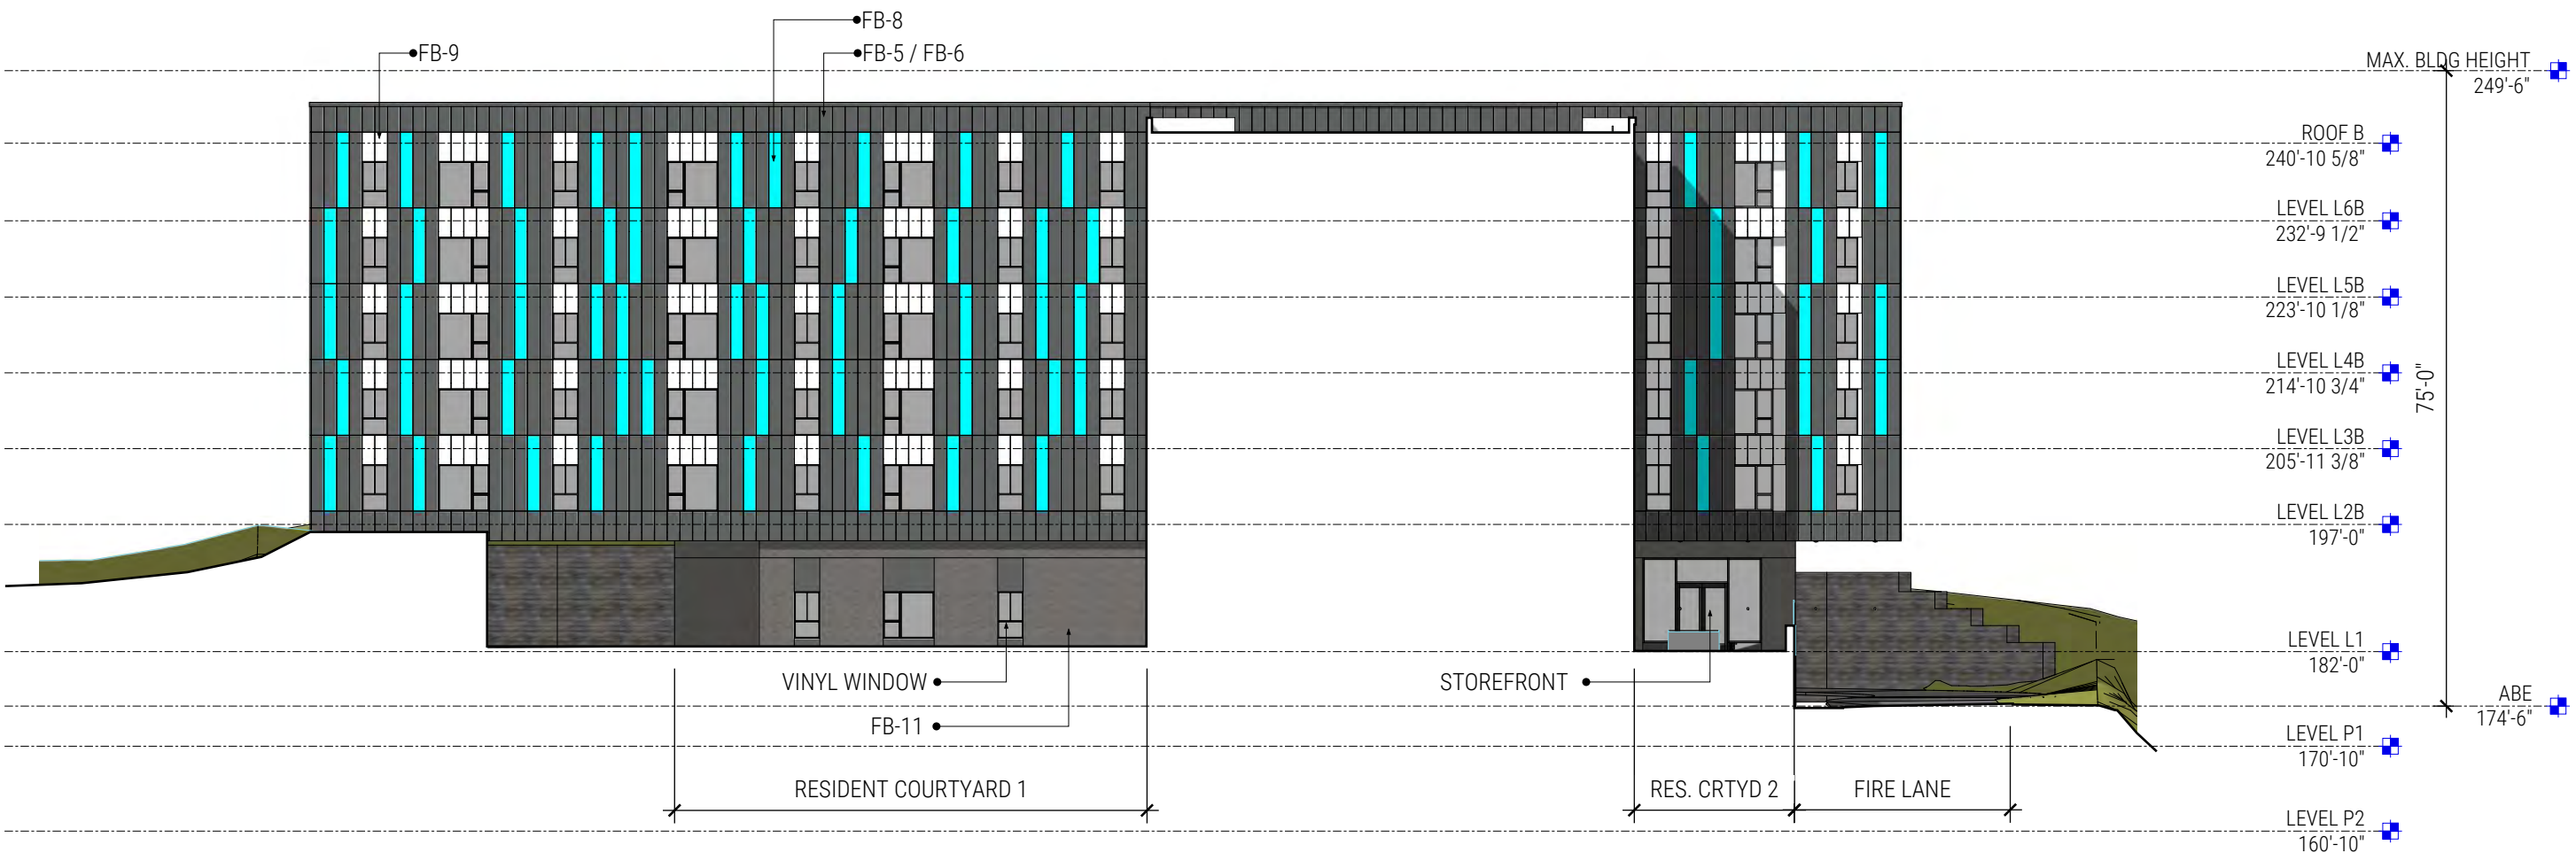 FB-8
FB-9
FB-5 / FB-6
MAX. BLDG HEIGHT
249'-6"
ROOF B
240'-10 5/8"
LEVEL L6B
232'-9 1/2"
LEVEL L5B
223'-10 1/8"
LEVEL L4B
214'-10 3/4"
75'-0"
LEVEL L3B
205'-11 3/8"
LEVEL L2B
197'-0"
LEVEL L1
182'-0"
VINYL WINDOW
STOREFRONT
ABE
174'-6"
FB-11
LEVEL P1
170'-10"
RESIDENT COURTYARD 1
RES. CRTYD 2
FIRE LANE
LEVEL P2
160'-10"